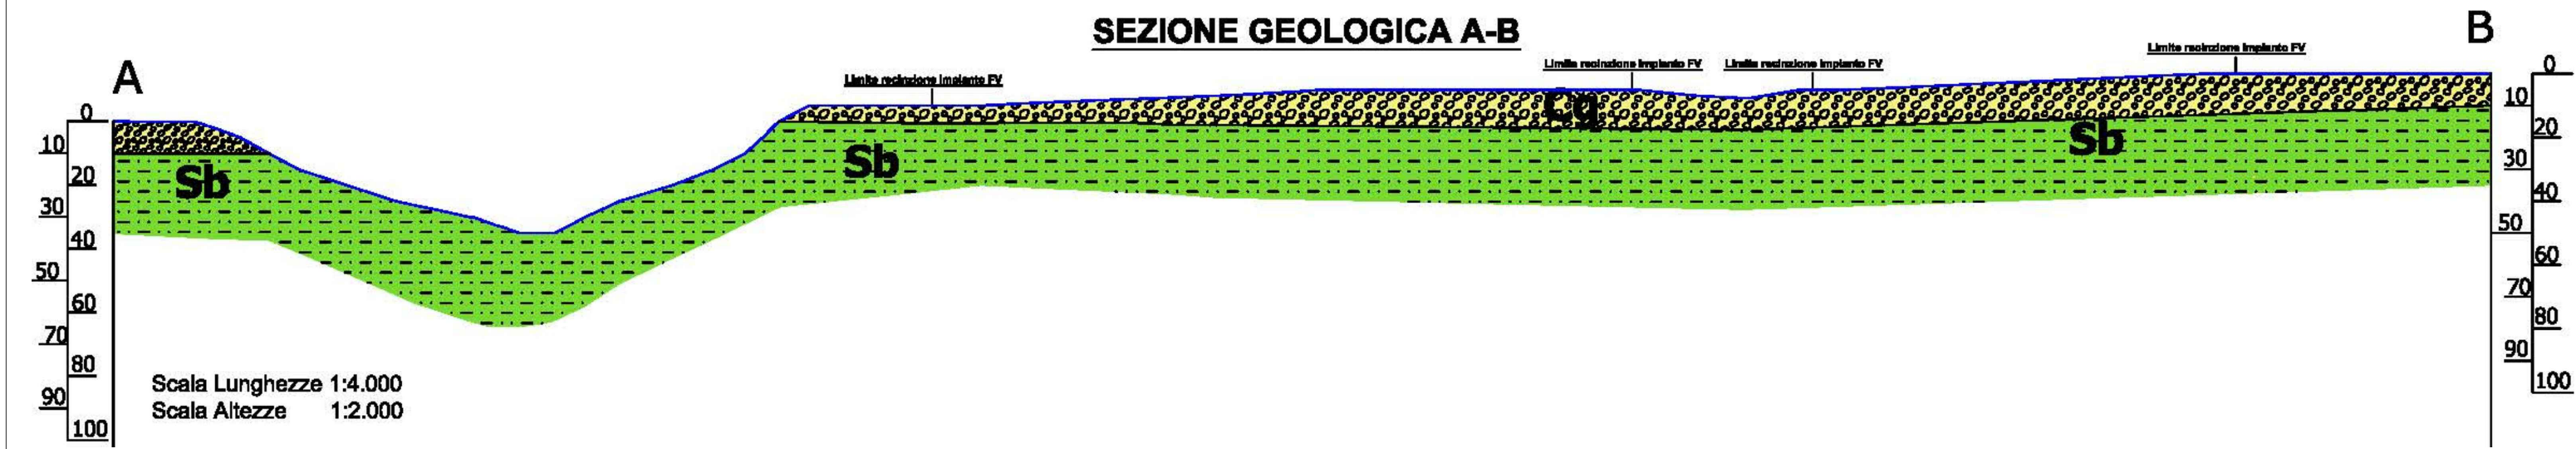 SEZIONE GEOLOGICA A-B
A
B
Limite recinzione Impianto FV
Limite recinzione Impianto FV
Limite recinzione Impianto FV
Limite recinzione Impianto FV
0
10
20
30
40
50
60
70
80
90
100
Sb
Sb
Cg
Sb
0
10
20
30
40
50
60
70
80
90
100
Scala Lunghezze 1:4.000
Scala Altezze 1:2.000